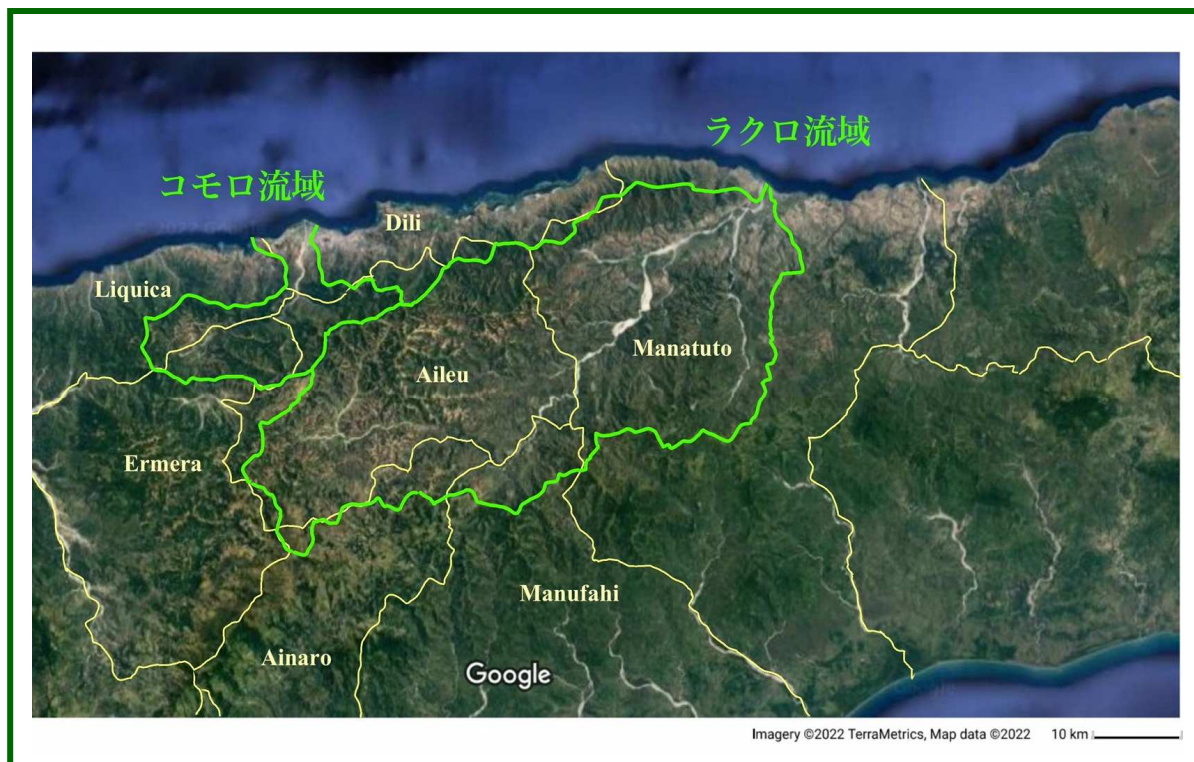 ラクロ流域
コモロ流域
Dili
Liquica
Manatuto
Aileu
Ermera
Manufahi
Ainaro
Google
Imagery ©2022 TerraMetrics, Map data ©2022 10 km